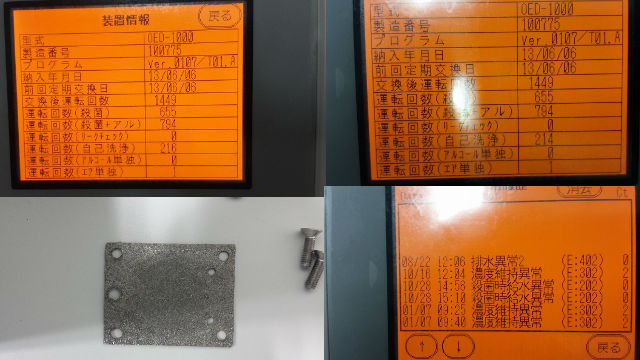 装置情報
戻る
型式 OED-1000
製造番号 100775
プログラム Ver.0107/T01.A
納入年月日 13/06/06
前回定期交換日 13/06/06
交換後運転回数 1449
運転回数(殺菌) 655
運転回数(殺菌+アル) 794
運転回数(リークチェック) 0
運転回数(自己洗浄) 216
運転回数(アルコール単独) 0
運転回数(エア単独) 1
型式 OED-1000
製造番号 100775
プログラム Ver.0107/T01.A
納入年月日 13/06/06
前回定期交換日 13/06/06
交換後運転回数 1449
運転回数(殺菌) 655
運転回数(殺菌+アル) 784
運転回数(リークチェック) 0
運転回数(自己洗浄) 214
運転回数(アルコール単独) 0
運転回数(エア単独) 1
消去
08/22 12:06 排水異常2 (E:402) 0
10/16 12:04 濃度維持異常 (E:302) 2
10/28 14:58 殺菌時給水異常 (E:202) 0
10/28 15:10 殺菌時給水異常 (E:202) 0
01/07 09:25 濃度維持異常 (E:302) 2
01/07 09:40 濃度維持異常 (E:302) 2
↑ ↓ 戻る